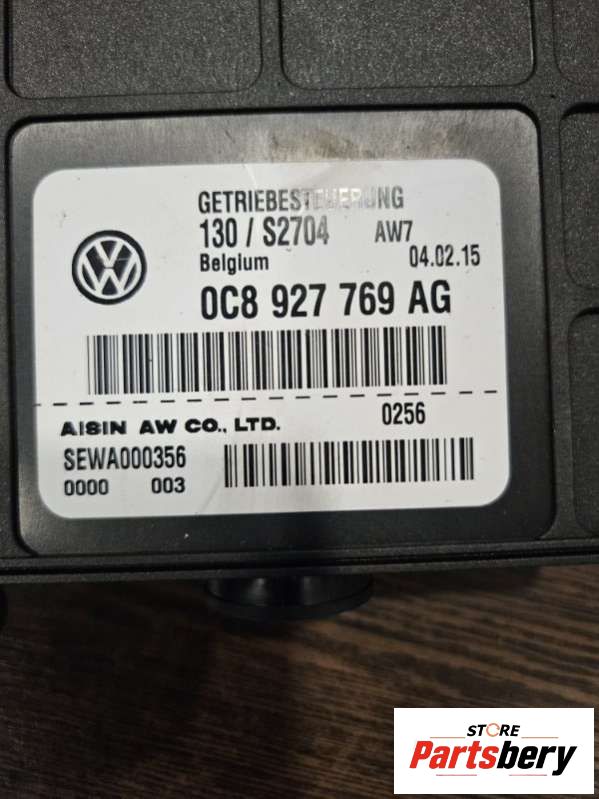 GETRIEBESTEUERUNG
130 / S2704 AW7
Belgium 04.02.15
0C8 927 769 AG
AISIN AW CO., LTD. 0256
SEWA000356
0000 003
STORE
Partsbery